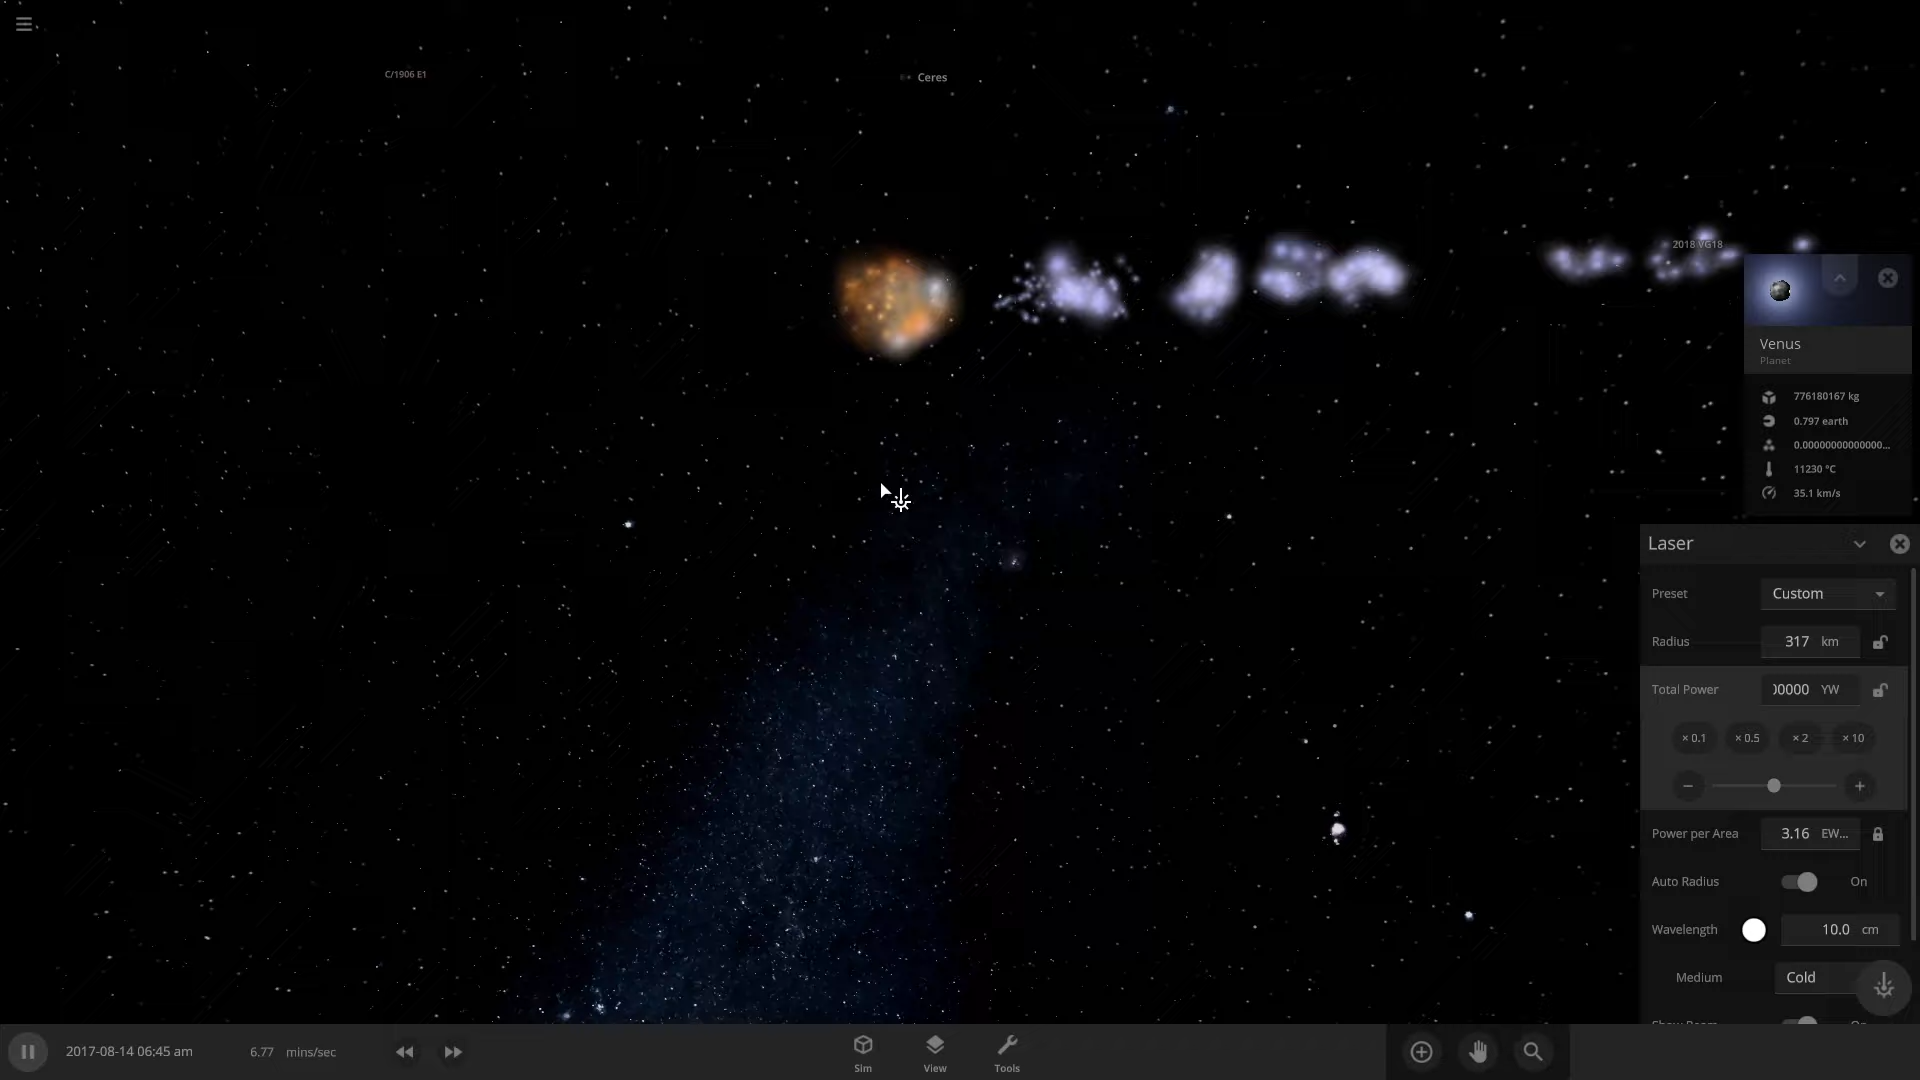 C/1906 E1
Ceres
2018 VG18
Venus
Planet
776180167 kg
0.797 earth
0.00000000000000...
11230 °C
35.1 km/s
Laser
Preset Custom
Radius 317 km
Total Power 00000 YW
× 0.1 × 0.5 × 2 × 10
Power per Area 3.16 EW...
Auto Radius On
Wavelength 10.0 cm
Medium Cold
2017-08-14 06:45 am 6.77 mins/sec
Sim View Tools